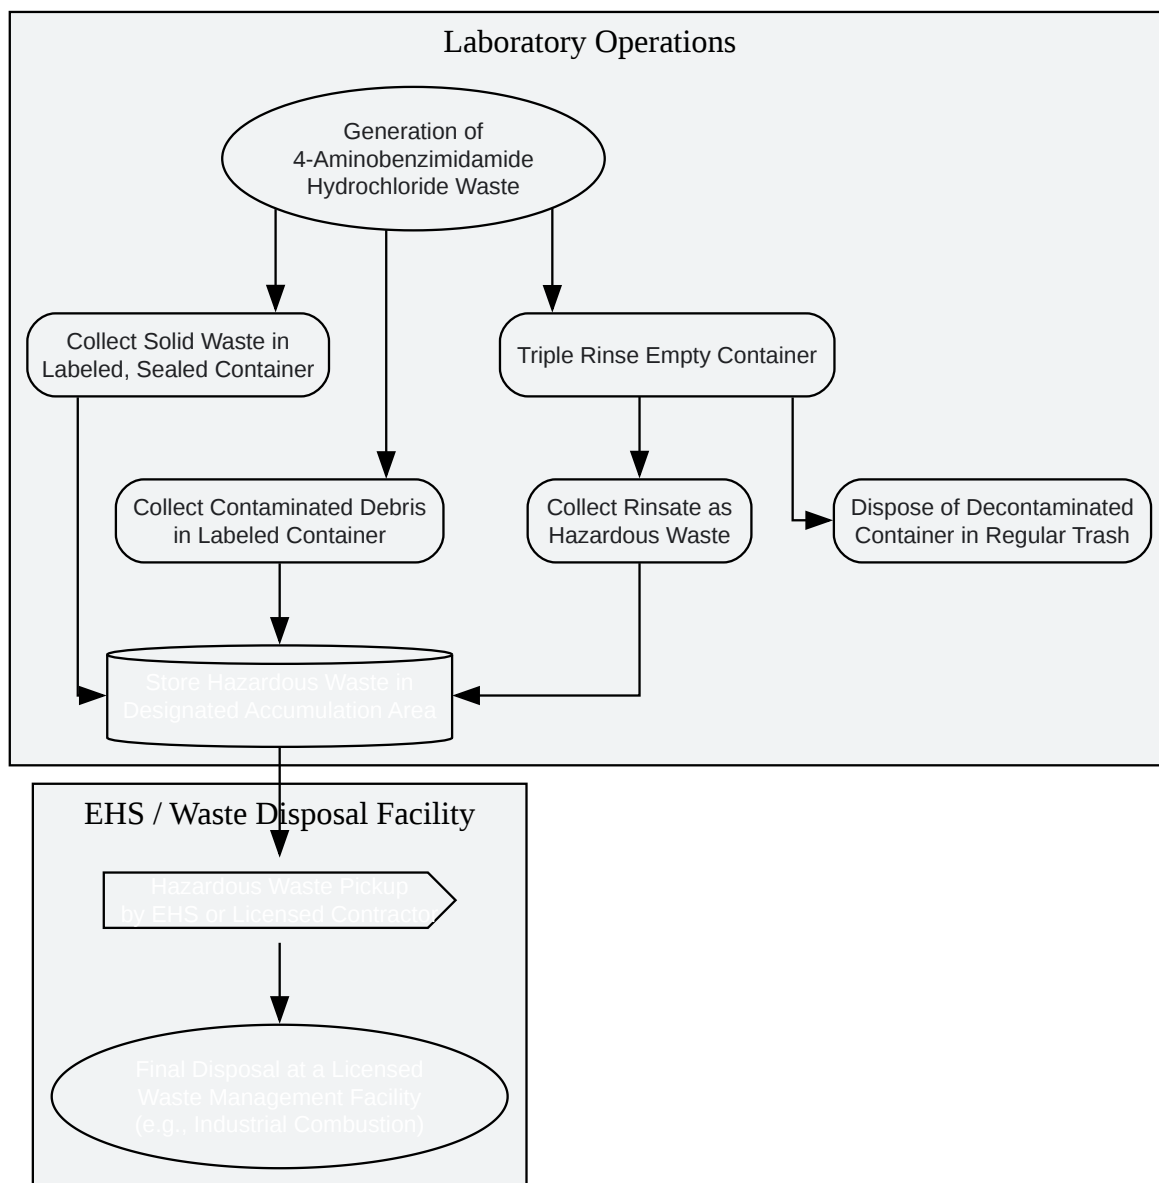 Laboratory Operations
Generation of
4-Aminobenzimidamide
Hydrochloride Waste
Collect Solid Waste in
Labeled, Sealed Container
Triple Rinse Empty Container
Collect Contaminated Debris
in Labeled Container
Collect Rinsate as
Hazardous Waste
Dispose of Decontaminated
Container in Regular Trash
Store Hazardous Waste in
Designated Accumulation Area
EHS / Waste Disposal Facility
Hazardous Waste Pickup
by EHS or Licensed Contractor
Final Disposal at a Licensed
Waste Management Facility
(e.g., Industrial Combustion)